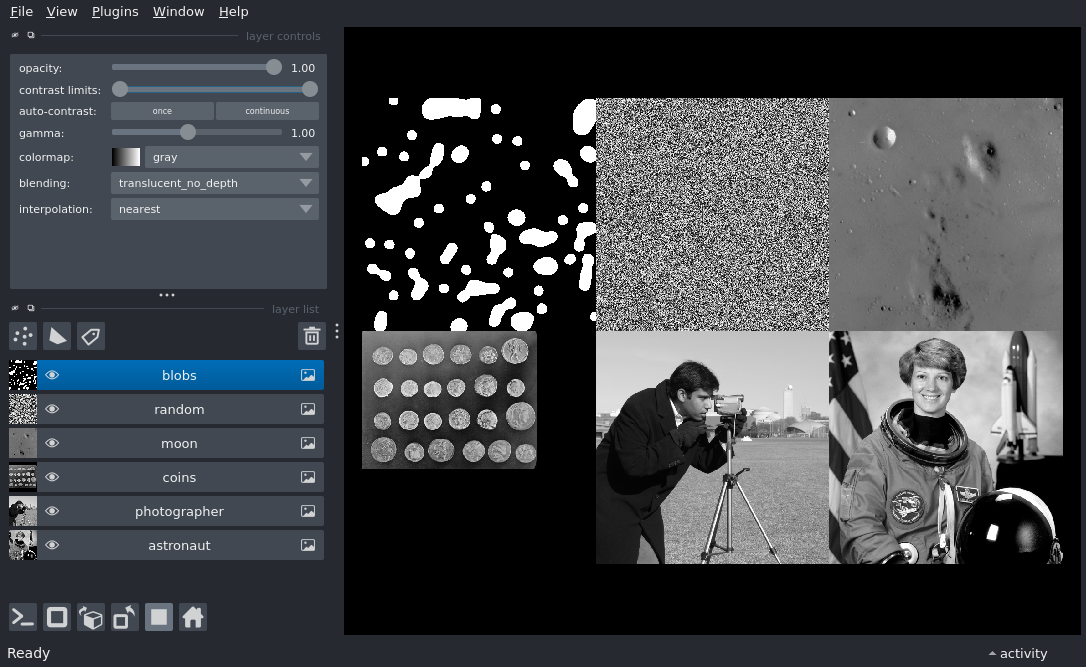 File View Plugins Window Help
layer controls
opacity: 1.00
contrast limits:
auto-contrast: once continuous
gamma: 1.00
colormap: gray
blending: translucent_no_depth
interpolation: nearest
layer list
blobs
random
moon
coins
photographer
astronaut
Ready
activity